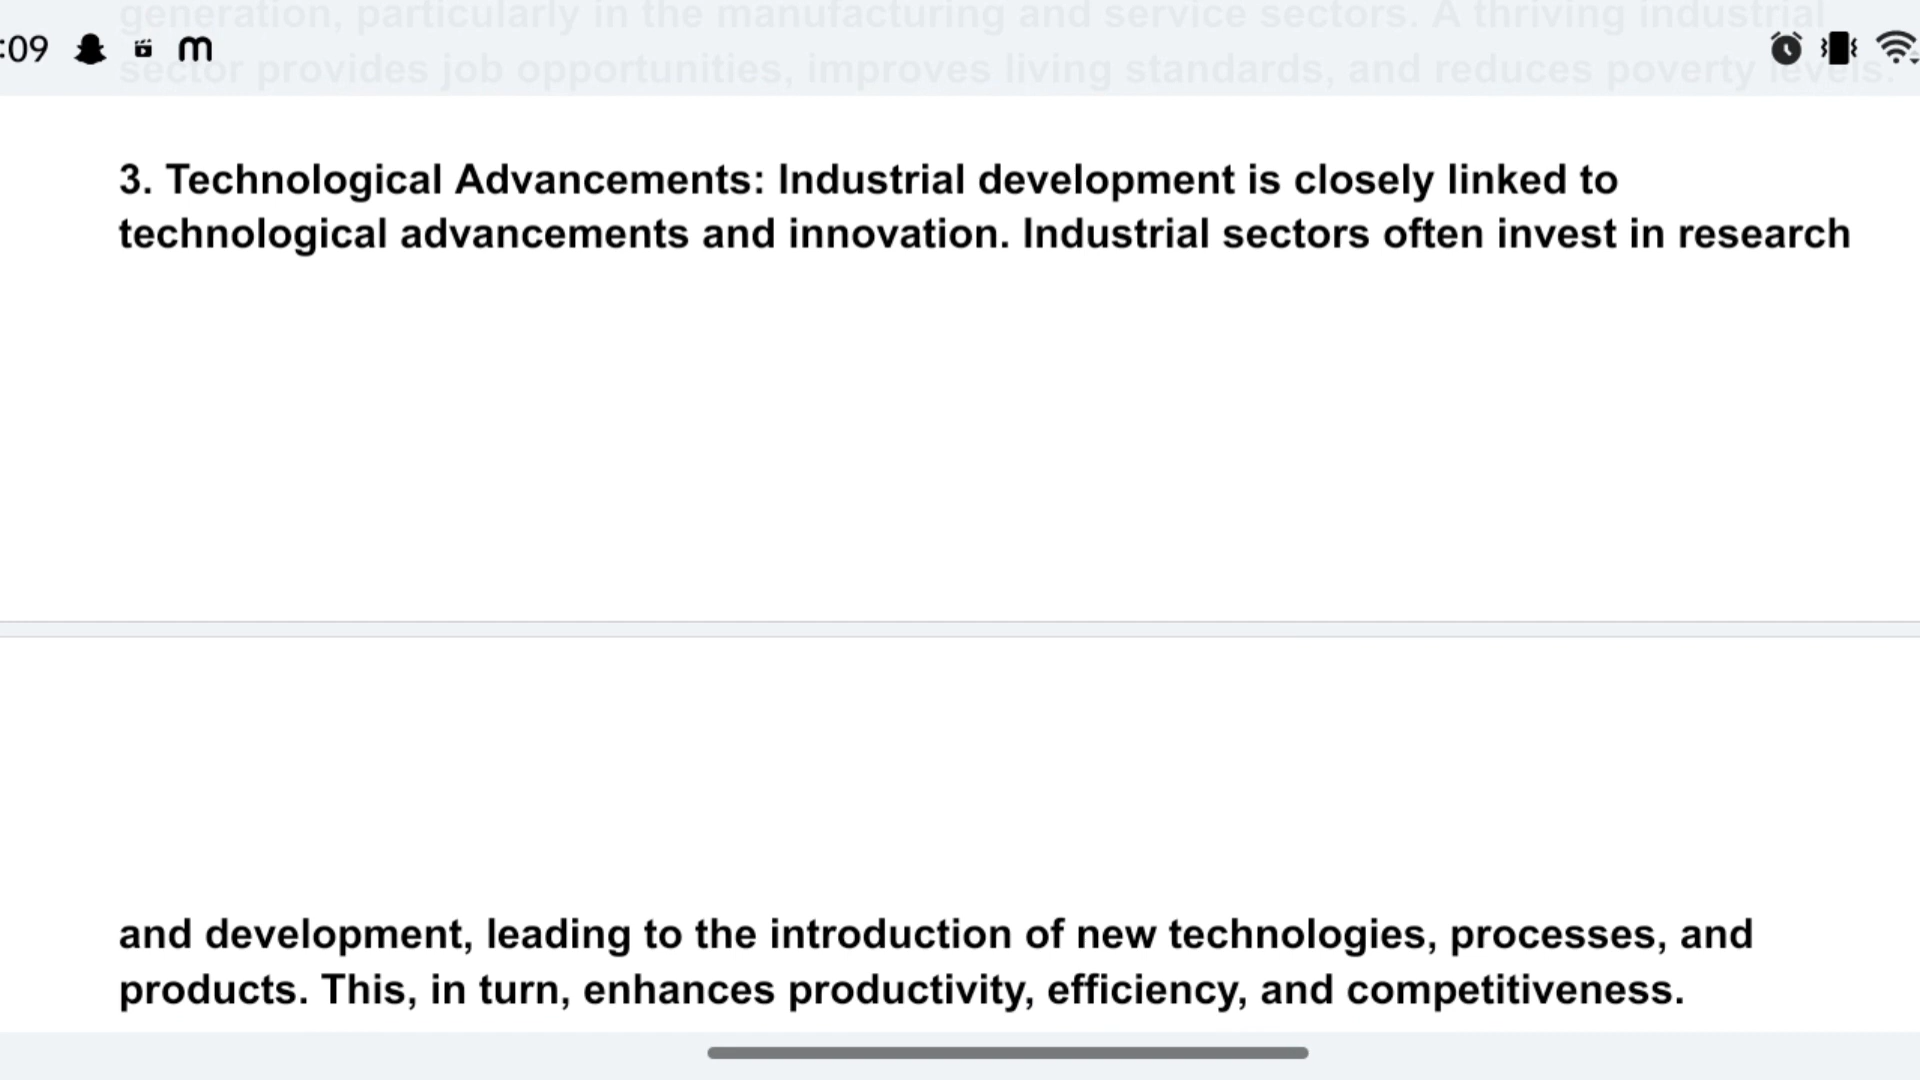 generation, particularly in the manufacturing and service sectors. A thriving industrial
:09 m
sector provides job opportunities, improves living standards, and reduces poverty levels.
3. Technological Advancements: Industrial development is closely linked to
technological advancements and innovation. Industrial sectors often invest in research
and development, leading to the introduction of new technologies, processes, and
products. This, in turn, enhances productivity, efficiency, and competitiveness.